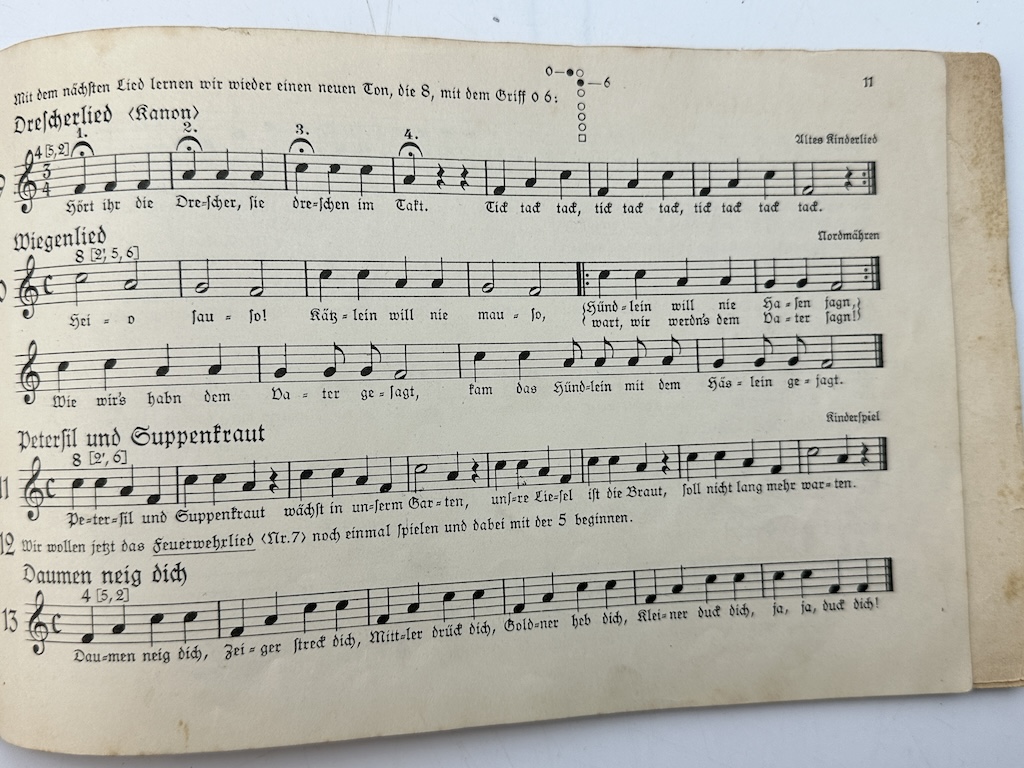 11
Mit dem nächsten Lied lernen wir wieder einen neuen Ton, die 8, mit dem Griff 0 6:
0 6
Drescherlied ‹Kanon›
1. 2. 3. 4.
Altes Kinderlied
4 [5,2]
3
4
9
Hört ihr die Dre-scher, sie dre-schen im Takt. Tick tack tack, tick tack tack, tick tack tack tack.
Wiegenlied
Nordmähren
8 [2', 5, 6]
Hei - o sau - so! Kätz - lein will nie mau - so, {Hünd - lein will nie Ha - sen jagn,}
{wart, wir werdn's dem Va - ter sagn!}
Wie wir's habn dem Va - ter ge - sagt, kam das Hünd-lein mit dem Häs - lein ge - jagt.
Petersil und Suppenkraut
Kinderspiel
8 [2', 6]
11
Pe-ter-sil und Suppenkraut wächst in un-serm Gar-ten, uns-re Lie-sel ist die Braut, soll nicht lang mehr war-ten.
12 Wir wollen jetzt das Feuerwehrlied ‹Nr. 7› noch einmal spielen und dabei mit der 5 beginnen.
Daumen neig dich
4 [5, 2]
13
Dau-men neig dich, Zei - ger streck dich, Mitt-ler drück dich, Gold-ner heb dich, Klei-ner duck dich, ja, ja, duck dich!